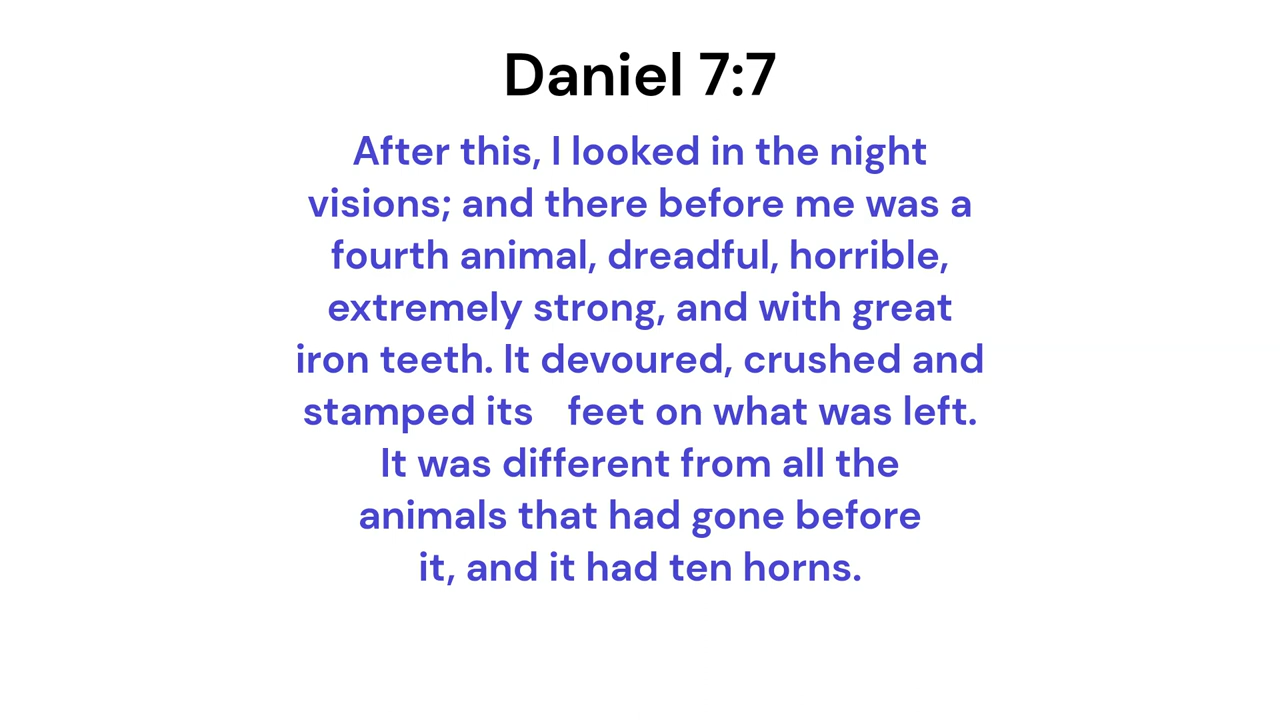 Daniel 7:7
After this, I looked in the night
visions; and there before me was a
fourth animal, dreadful, horrible,
extremely strong, and with great
iron teeth. It devoured, crushed and
stamped its   feet on what was left.
It was different from all the
animals that had gone before
it, and it had ten horns.